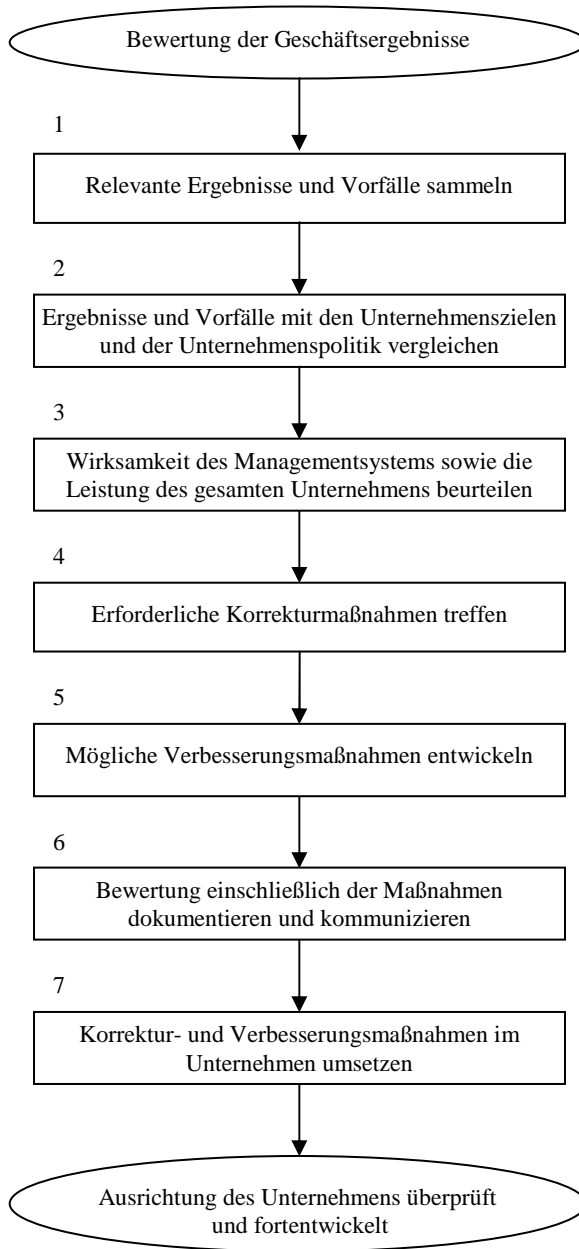 Bewertung der Geschäftsergebnisse
1
Relevante Ergebnisse und Vorfälle sammeln
2
Ergebnisse und Vorfälle mit den Unternehmenszielen
und der Unternehmenspolitik vergleichen
3
Wirksamkeit des Managementsystems sowie die
Leistung des gesamten Unternehmens beurteilen
4
Erforderliche Korrekturmaßnahmen treffen
5
Mögliche Verbesserungsmaßnahmen entwickeln
6
Bewertung einschließlich der Maßnahmen
dokumentieren und kommunizieren
7
Korrektur- und Verbesserungsmaßnahmen im
Unternehmen umsetzen
Ausrichtung des Unternehmens überprüft
und fortentwickelt